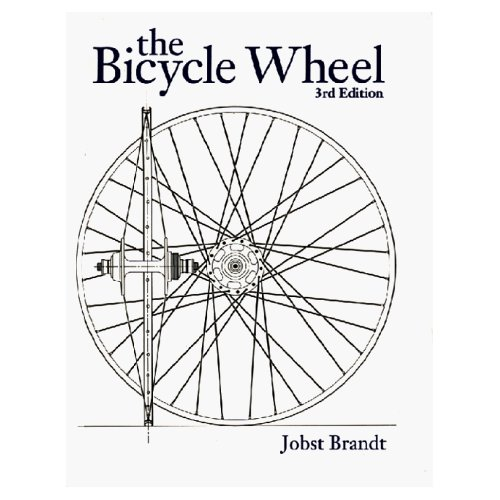 the
Bicycle Wheel
3rd Edition
Jobst Brandt